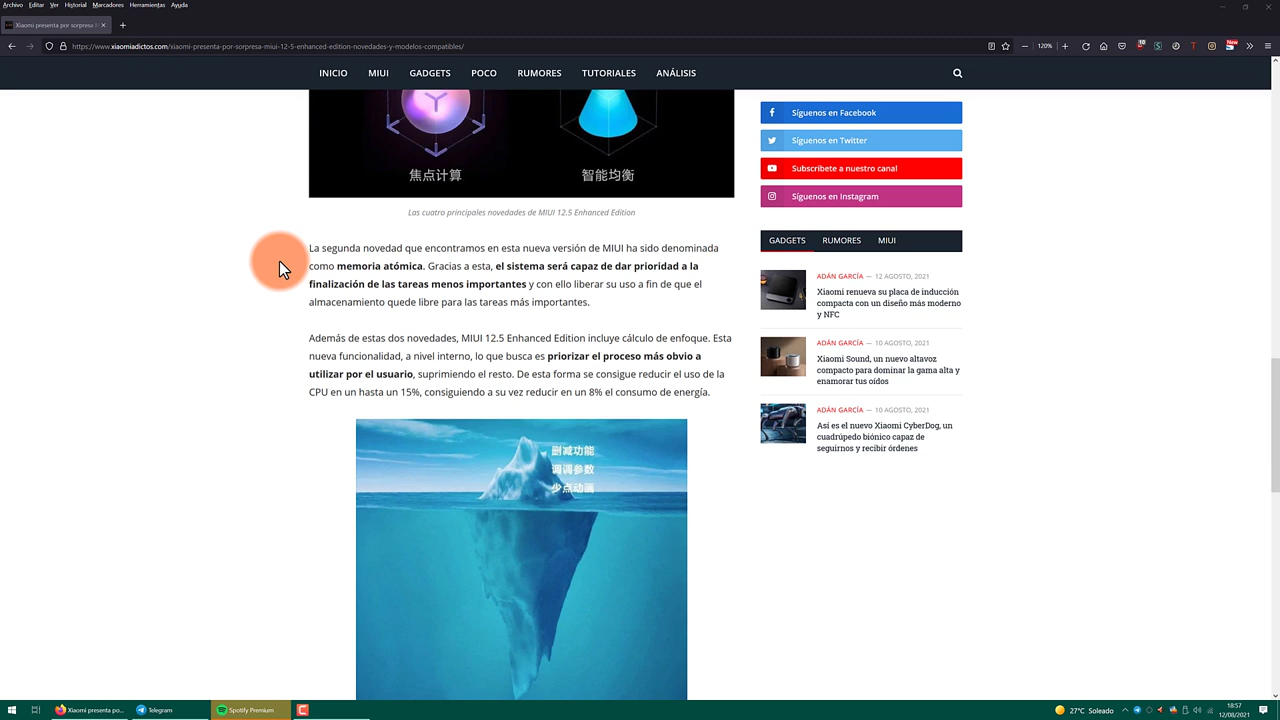 Archivo Editar Ver Historial Marcadores Herramientas Ayuda
Xiaomi presenta por sorpresa
https://www.xiaomiadictos.com/xiaomi-presenta-por-sorpresa-miui-12-5-enhanced-edition-novedades-y-modelos-compatibles/
120%
10
New
INICIO MIUI GADGETS POCO RUMORES TUTORIALES ANÁLISIS
焦点计算 智能均衡
Las cuatro principales novedades de MIUI 12.5 Enhanced Edition
La segunda novedad que encontramos en esta nueva versión de MIUI ha sido denominada
como memoria atómica. Gracias a esta, el sistema será capaz de dar prioridad a la
finalización de las tareas menos importantes y con ello liberar su uso a fin de que el
almacenamiento quede libre para las tareas más importantes.
Además de estas dos novedades, MIUI 12.5 Enhanced Edition incluye cálculo de enfoque. Esta
nueva funcionalidad, a nivel interno, lo que busca es priorizar el proceso más obvio a
utilizar por el usuario, suprimiendo el resto. De esta forma se consigue reducir el uso de la
CPU en un hasta un 15%, consiguiendo a su vez reducir en un 8% el consumo de energía.
删减功能
调调参数
少点动画
Síguenos en Facebook
Síguenos en Twitter
Subscribete a nuestro canal
Síguenos en Instagram
GADGETS RUMORES MIUI
ADÁN GARCÍA — 12 AGOSTO, 2021
Xiaomi renueva su placa de inducción
compacta con un diseño más moderno
y NFC
ADÁN GARCÍA — 10 AGOSTO, 2021
Xiaomi Sound, un nuevo altavoz
compacto para dominar la gama alta y
enamorar tus oídos
ADÁN GARCÍA — 10 AGOSTO, 2021
Así es el nuevo Xiaomi CyberDog, un
cuadrúpedo biónico capaz de
seguirnos y recibir órdenes
Xiaomi presenta po... Telegram Spotify Premium
27°C Soleado
18:57
12/08/2021